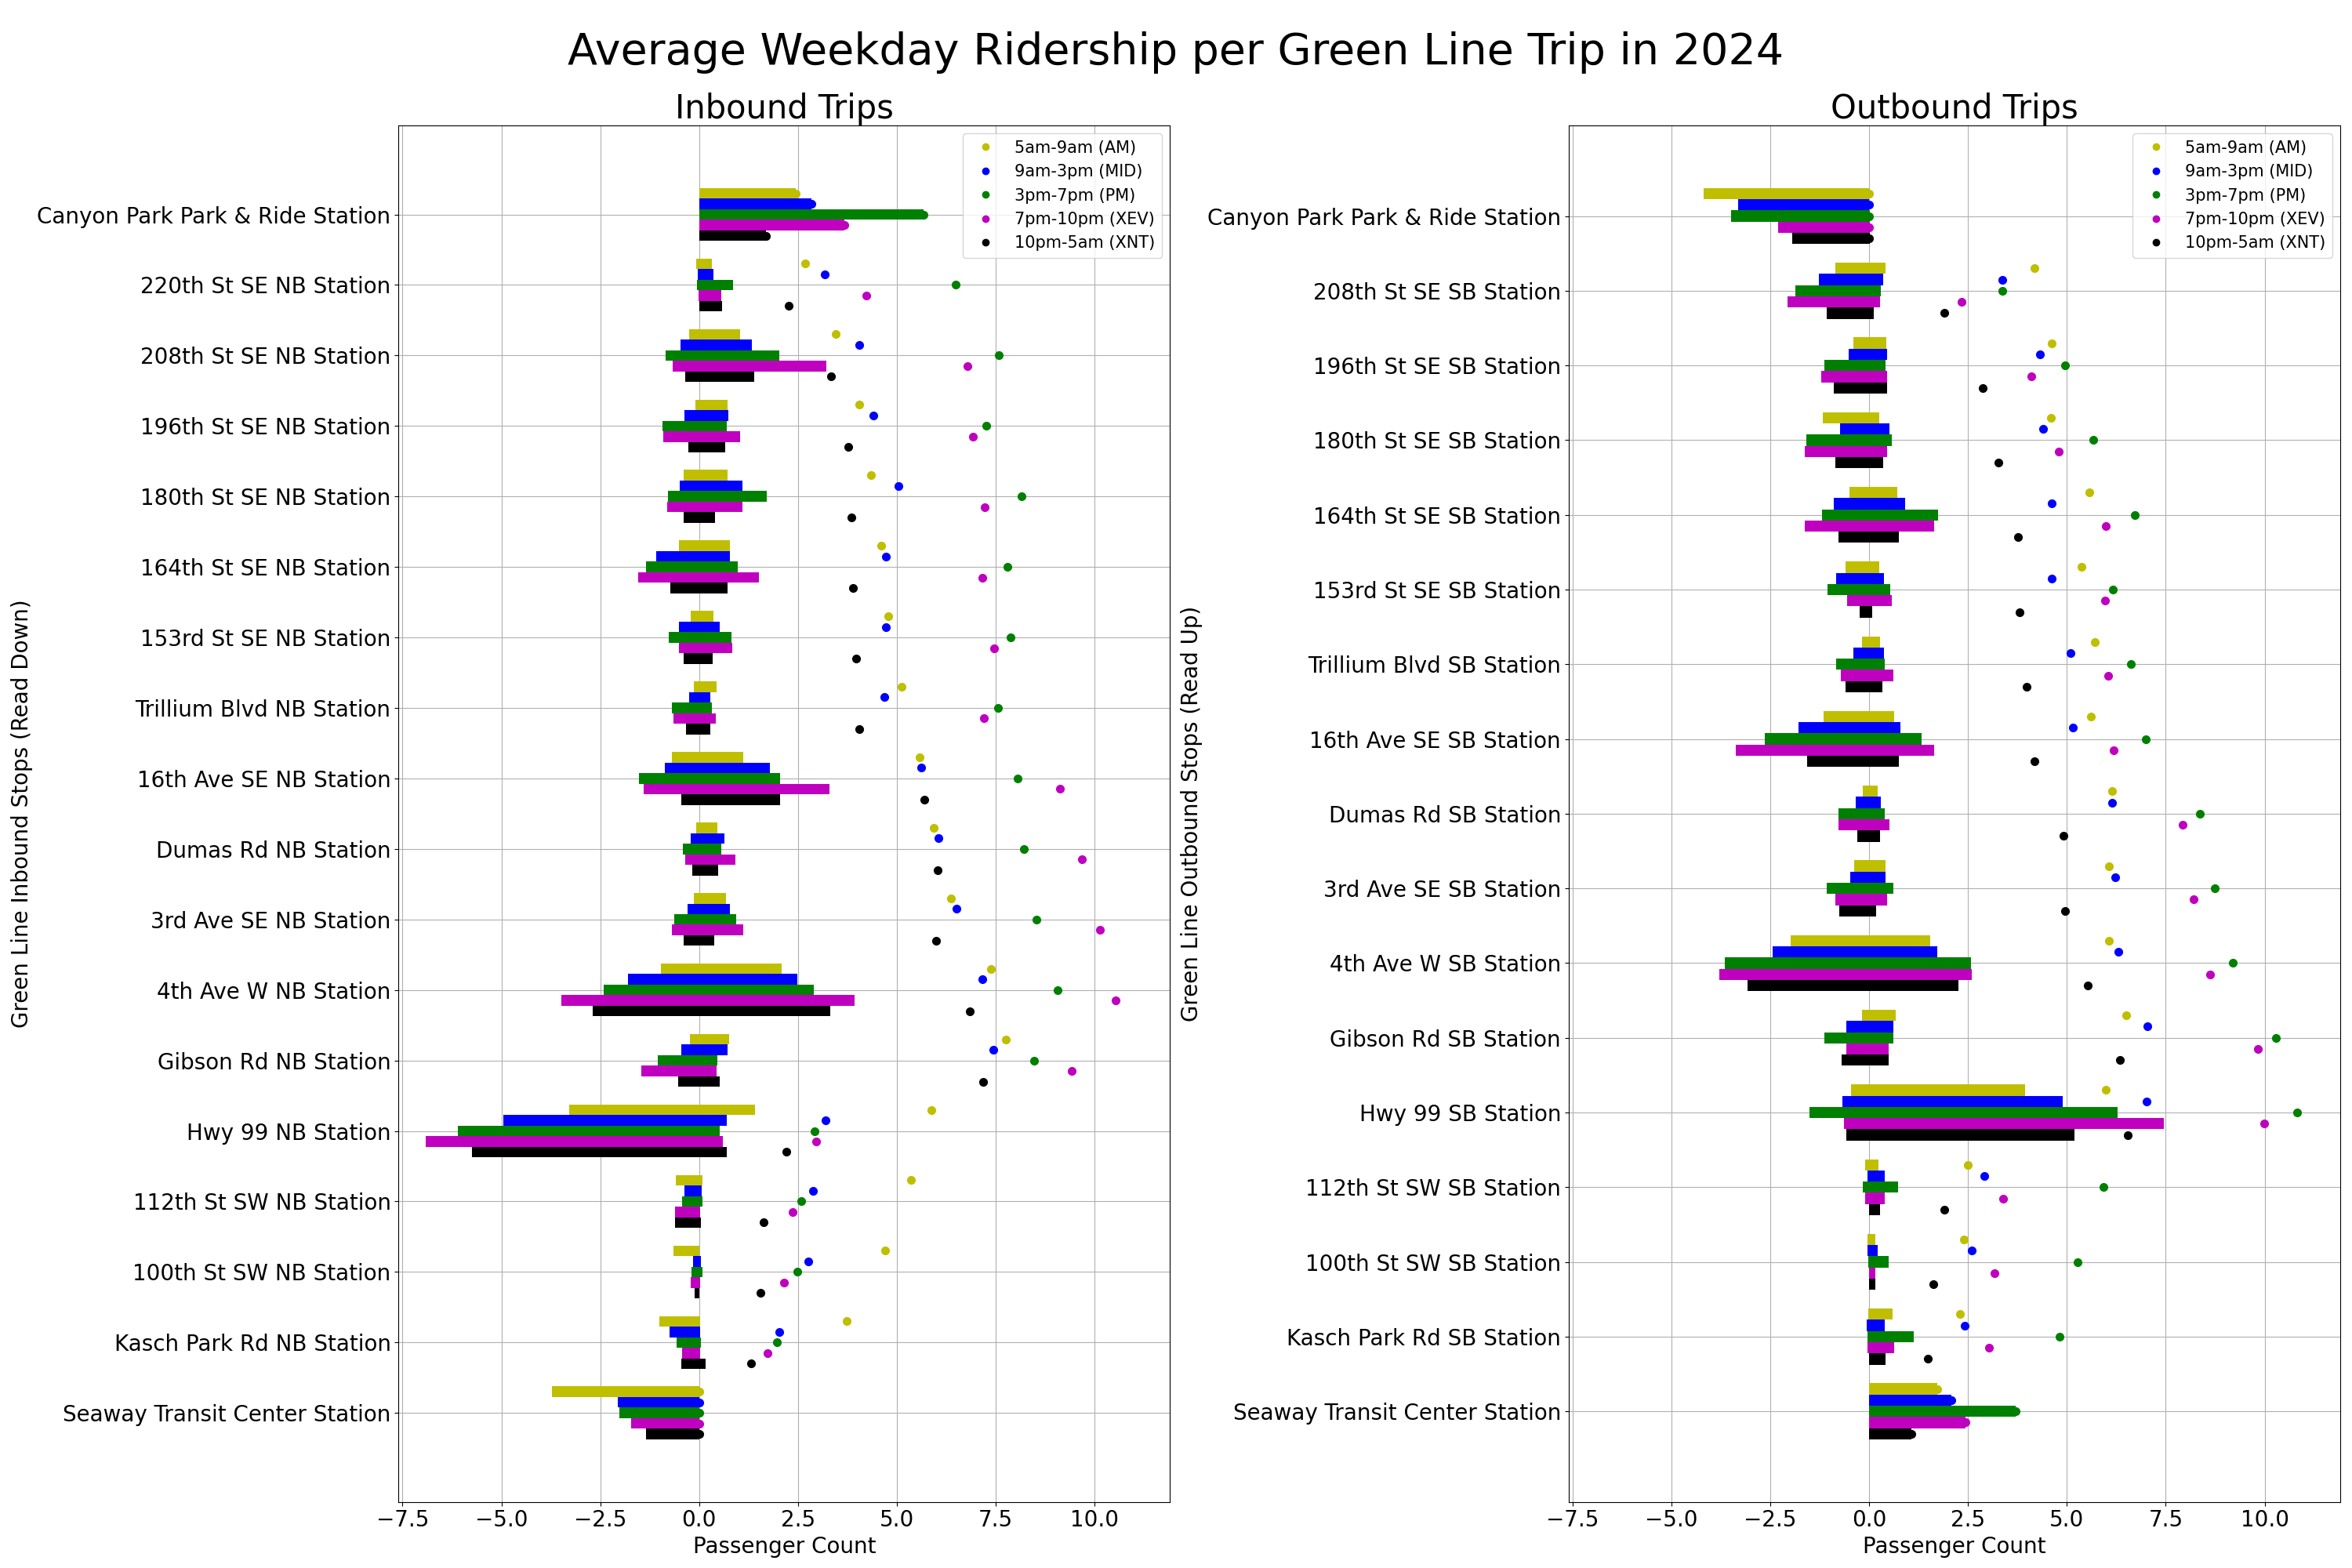 Average Weekday Ridership per Green Line Trip in 2024
Inbound Trips
5am-9am (AM)
9am-3pm (MID)
3pm-7pm (PM)
7pm-10pm (XEV)
10pm-5am (XNT)
Green Line Inbound Stops (Read Down)
Canyon Park Park & Ride Station
220th St SE NB Station
208th St SE NB Station
196th St SE NB Station
180th St SE NB Station
164th St SE NB Station
153rd St SE NB Station
Trillium Blvd NB Station
16th Ave SE NB Station
Dumas Rd NB Station
3rd Ave SE NB Station
4th Ave W NB Station
Gibson Rd NB Station
Hwy 99 NB Station
112th St SW NB Station
100th St SW NB Station
Kasch Park Rd NB Station
Seaway Transit Center Station
−7.5 −5.0 −2.5 0.0 2.5 5.0 7.5 10.0
Passenger Count
Outbound Trips
5am-9am (AM)
9am-3pm (MID)
3pm-7pm (PM)
7pm-10pm (XEV)
10pm-5am (XNT)
Green Line Outbound Stops (Read Up)
Canyon Park Park & Ride Station
208th St SE SB Station
196th St SE SB Station
180th St SE SB Station
164th St SE SB Station
153rd St SE SB Station
Trillium Blvd SB Station
16th Ave SE SB Station
Dumas Rd SB Station
3rd Ave SE SB Station
4th Ave W SB Station
Gibson Rd SB Station
Hwy 99 SB Station
112th St SW SB Station
100th St SW SB Station
Kasch Park Rd SB Station
Seaway Transit Center Station
−7.5 −5.0 −2.5 0.0 2.5 5.0 7.5 10.0
Passenger Count